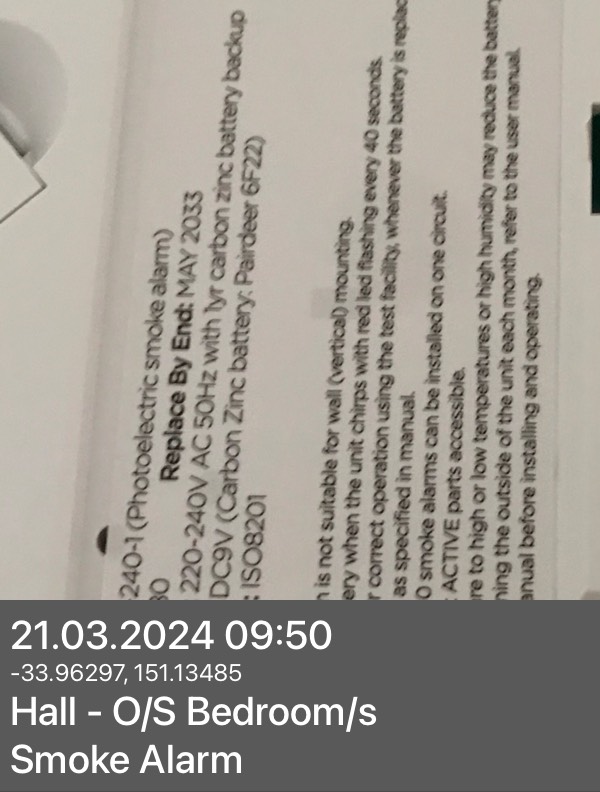 240-1 (Photoelectric smoke alarm)
Replace By End: MAY 2033
220-240V AC 50Hz with 1yr carbon zinc battery backup
DC9V (Carbon Zinc battery: Pairdeer 6F22)
: ISO8201
is not suitable for wall (vertical) mounting.
ery when the unit chirps with red led flashing every 40 seconds.
r correct operation using the test facility, whenever the battery is replac
as specified in manual.
0 smoke alarms can be installed on one circuit.
ACTIVE parts accessible.
re to high or low temperatures or high humidity may reduce the battery
ning the outside of the unit each month, refer to the user manual.
anual before installing and operating.
21.03.2024 09:50
-33.96297, 151.13485
Hall - O/S Bedroom/s
Smoke Alarm